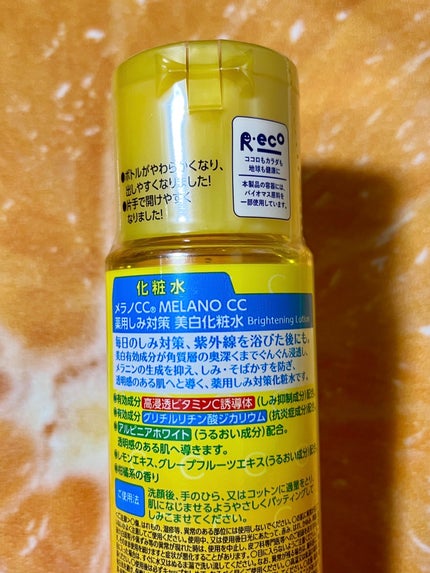 R・eco
ココロもカラダも
地球も健康に
本製品の容器には、
バイオマス原料を
一部使用しています。
●ボトルがやわらかくなり、
出しやすくなりました!
●片手で開けやすく
なりました!
化粧水
メラノCC® MELANO CC
薬用しみ対策 美白化粧水 Brightening Lotion
毎日のしみ対策、紫外線を浴びた後にも。
美白有効成分が角質層の奥深くまでぐんぐん浸透し、
メラニンの生成を抑え、しみ・そばかすを防ぎ、
透明感のある肌へと導く、薬用しみ対策化粧水です。
●有効成分 高浸透ビタミンC誘導体 (しみ抑制成分)配合。
●有効成分 グリチルリチン酸ジカリウム (抗炎症成分)配合。
●アルピニアホワイト (うるおい成分)配合。
透明感のある肌へ導きます。
●レモンエキス、グレープフルーツエキス(うるおい成分)配合
●柑橘系の香り
ご使用法 洗顔後、手のひら、又はコットンに適量をとり、
肌になじませるようにやさしくパッティングして
しみこませてください。